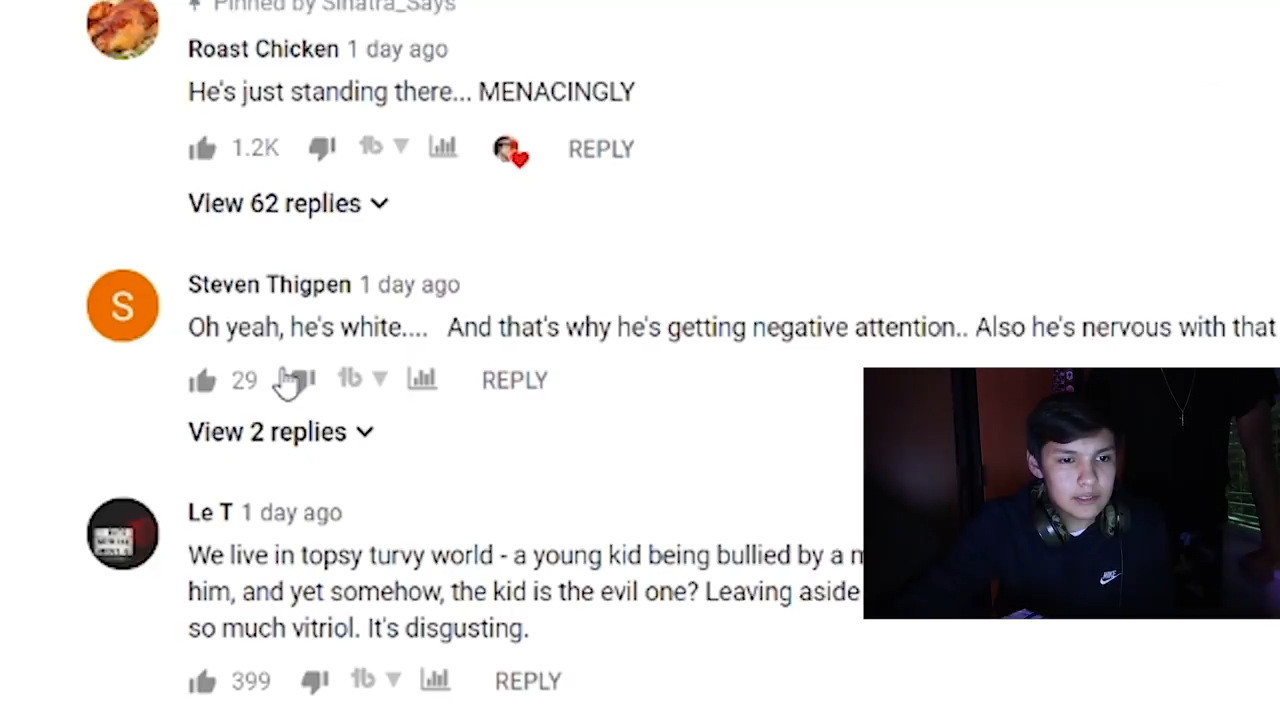 Pinned by Sinatra_Says
Roast Chicken 1 day ago
He's just standing there... MENACINGLY
1.2K REPLY
View 62 replies
S
Steven Thigpen 1 day ago
Oh yeah, he's white.... And that's why he's getting negative attention.. Also he's nervous with that
29 tb REPLY
View 2 replies
Le T 1 day ago
We live in topsy turvy world - a young kid being bullied by a
him, and yet somehow, the kid is the evil one? Leaving aside
so much vitriol. It's disgusting.
399 tb REPLY